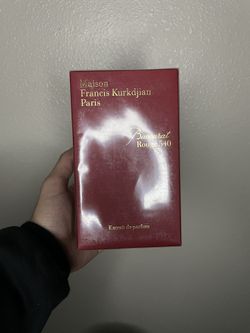 Maison
Francis Kurkdjian
Paris
Baccarat
Rouge 540
Extrait de parfum